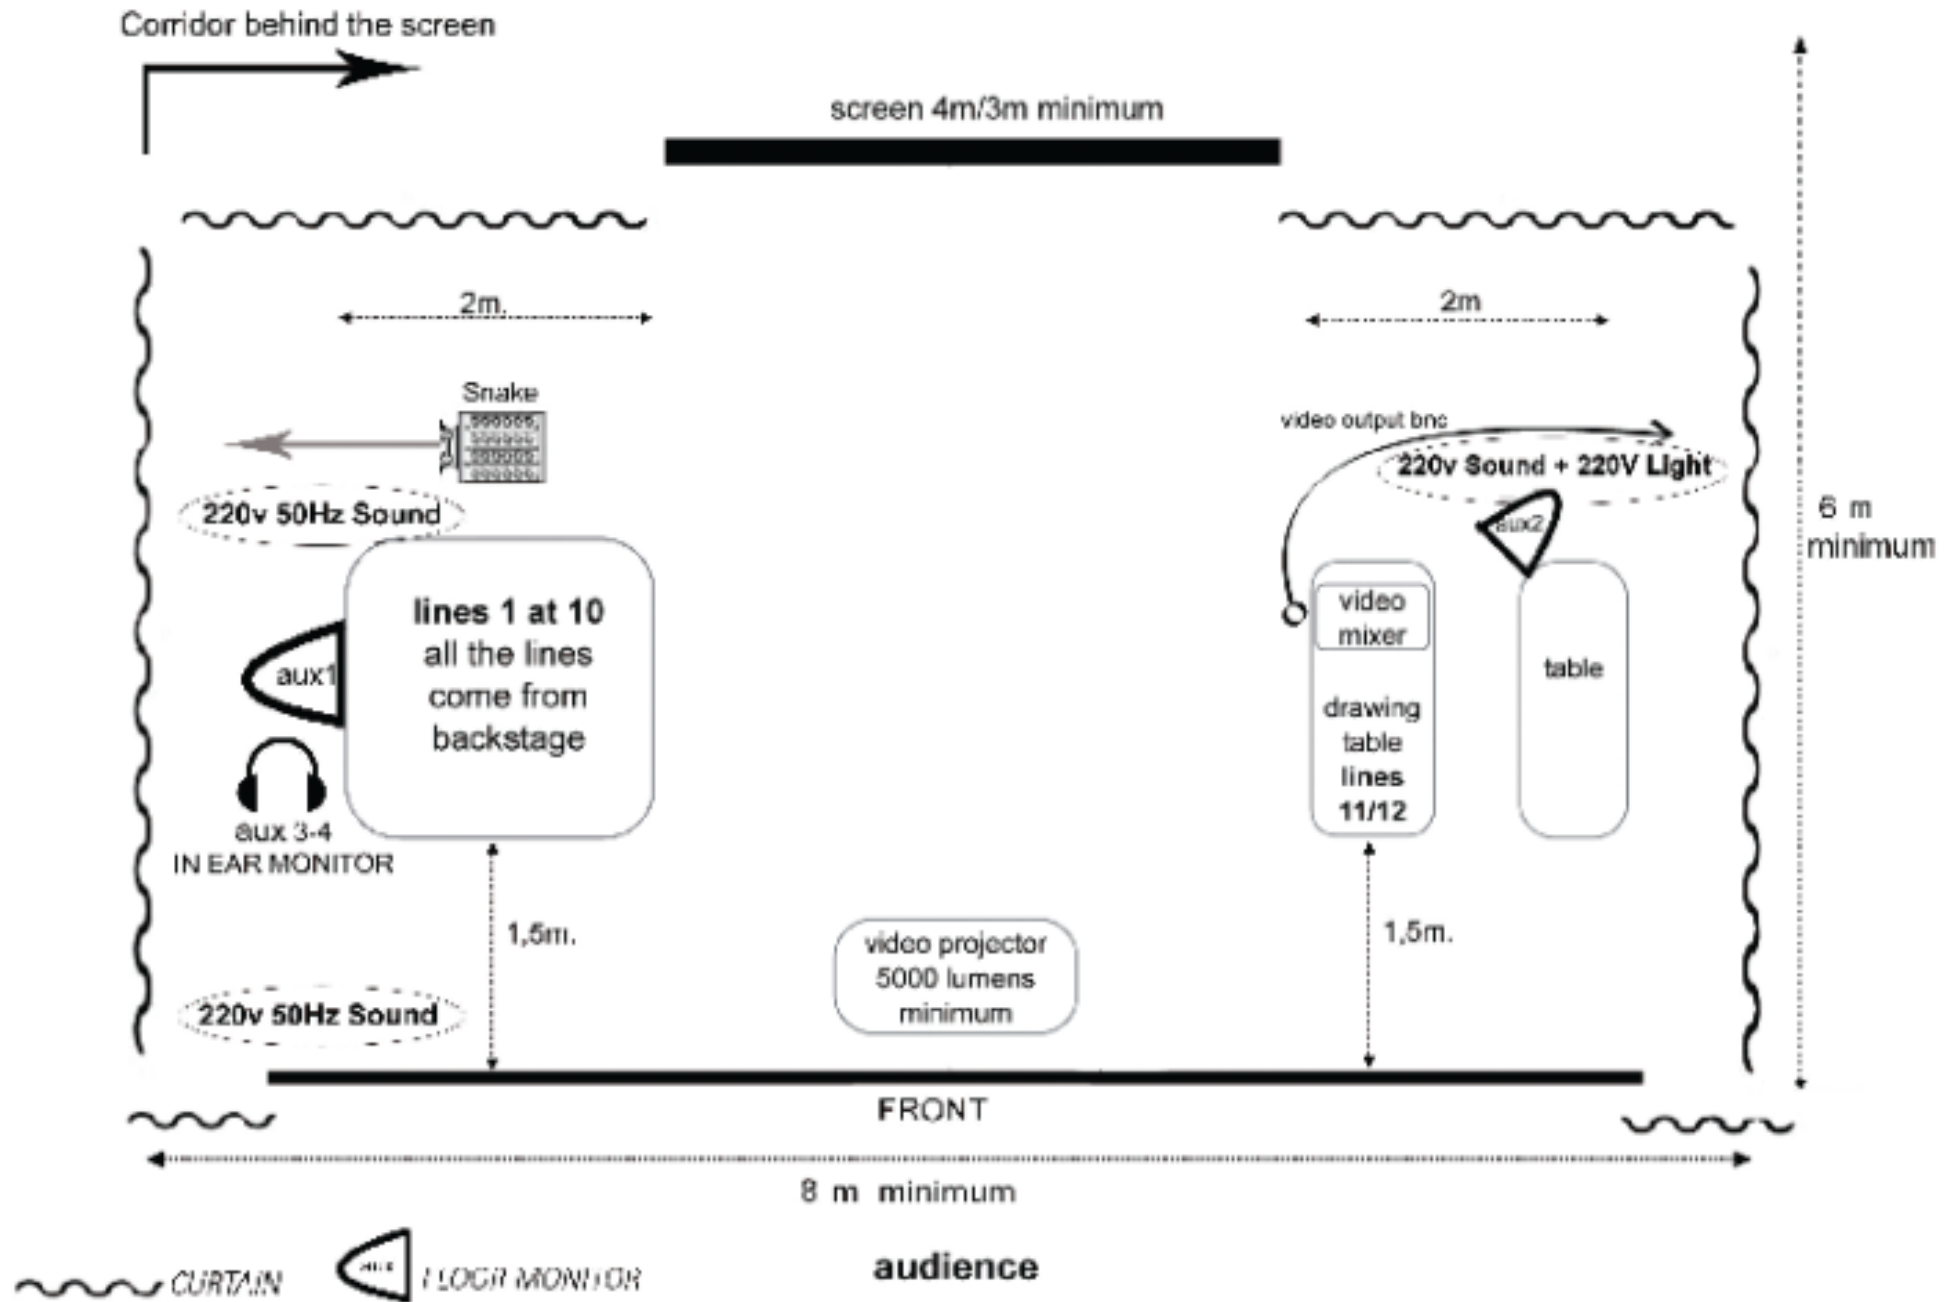 Corridor behind the screen
screen 4m/3m minimum
2m.
2m
Snake
video output bnc
220v Sound + 220V Light
220v 50Hz Sound
aux2
6 m
minimum
lines 1 at 10
all the lines
come from
backstage
video
mixer
table
aux1
drawing
table
lines
11/12
aux 3-4
IN EAR MONITOR
1,5m.
1,5m.
video projector
5000 lumens
minimum
220v 50Hz Sound
FRONT
8 m minimum
audience
aux
CURTAIN
FLOOR MONITOR